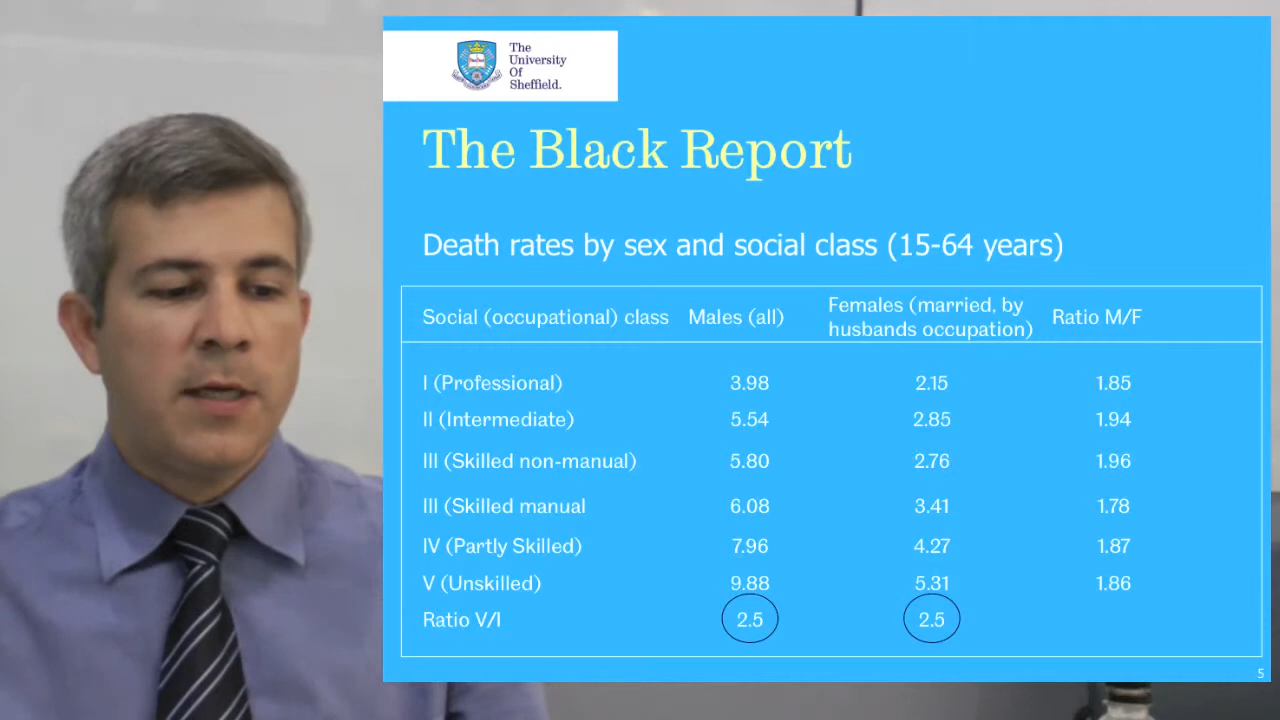 The
University
Of
Sheffield.
The Black Report
Death rates by sex and social class (15-64 years)
Social (occupational) class Males (all) Females (married, by husbands occupation) Ratio M/F
I (Professional) 3.98 2.15 1.85
II (Intermediate) 5.54 2.85 1.94
III (Skilled non-manual) 5.80 2.76 1.96
III (Skilled manual 6.08 3.41 1.78
IV (Partly Skilled) 7.96 4.27 1.87
V (Unskilled) 9.88 5.31 1.86
Ratio V/I 2.5 2.5
5